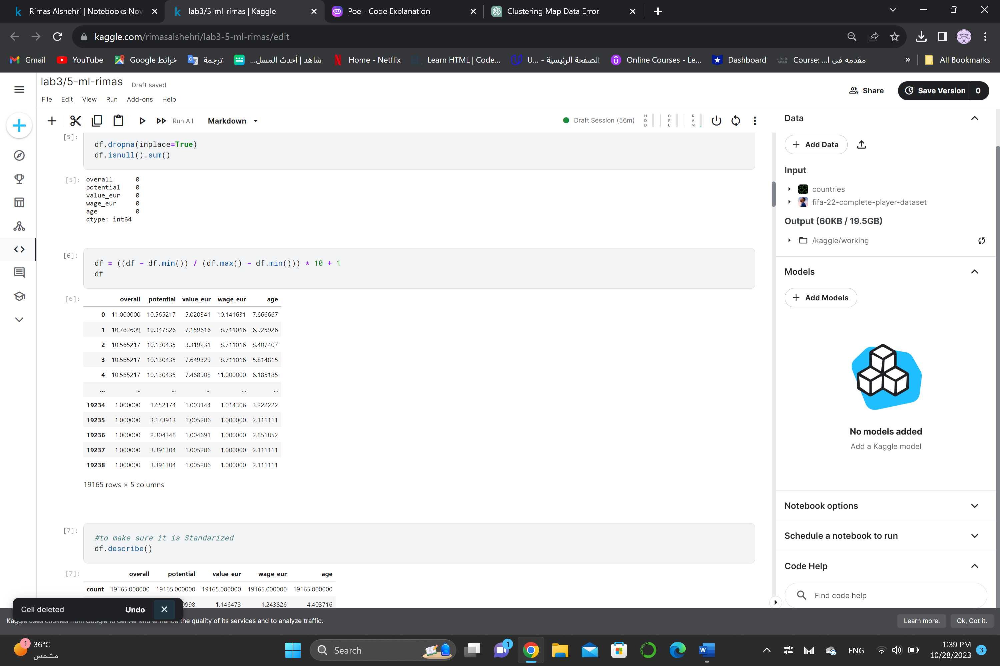 Rimas Alshehri | Notebooks Nov
lab3/5-ml-rimas | Kaggle
Poe - Code Explanation
Clustering Map Data Error
kaggle.com/rimasalshehri/lab3-5-ml-rimas/edit
Gmail
YouTube
خرائط Google
ترجمة
شاهد | أحدث المسل...
Home - Netflix
Learn HTML | Code...
U... - الصفحة الرئيسية
Online Courses - Le...
Dashboard
Course: مقدمه فى ا...
»
All Bookmarks
lab3/5-ml-rimas Draft saved
File Edit View Run Add-ons Help
Share
Save Version 0
Run All
Markdown
Draft Session (56m)
HDD
CPU
RAM
[5]:
df.dropna(inplace=True)
df.isnull().sum()
[5]:
overall 0
potential 0
value_eur 0
wage_eur 0
age 0
dtype: int64
[6]:
df = ((df - df.min()) / (df.max() - df.min())) * 10 + 1
df
[6]:
overall potential value_eur wage_eur age
0 11.000000 10.565217 5.020341 10.141631 7.666667
1 10.782609 10.347826 7.159616 8.711016 6.925926
2 10.565217 10.130435 3.319231 8.711016 8.407407
3 10.565217 10.130435 7.649329 8.711016 5.814815
4 10.565217 10.130435 7.468908 11.000000 6.185185
... ... ... ... ... ...
19234 1.000000 1.652174 1.003144 1.014306 3.222222
19235 1.000000 3.173913 1.005206 1.000000 2.111111
19236 1.000000 2.304348 1.004691 1.000000 2.851852
19237 1.000000 3.391304 1.005206 1.000000 2.111111
19238 1.000000 3.391304 1.005206 1.000000 2.111111
19165 rows × 5 columns
[7]:
#to make sure it is Standarized
df.describe()
[7]:
overall potential value_eur wage_eur age
count 19165.000000 19165.000000 19165.000000 19165.000000 19165.000000
9998 1.146473 1.243826 4.403716
Data
Add Data
Input
countries
fifa-22-complete-player-dataset
Output (60KB / 19.5GB)
/kaggle/working
Models
Add Models
No models added
Add a Kaggle model
Notebook options
Schedule a notebook to run
Code Help
Find code help
Cell deleted Undo
Kaggle uses cookies from Google to deliver and enhance the quality of its services and to analyze traffic.
Learn more.
Ok, Got it.
1
36°C
مشمس
Search
1
W
ENG
1:39 PM
10/28/2023
3